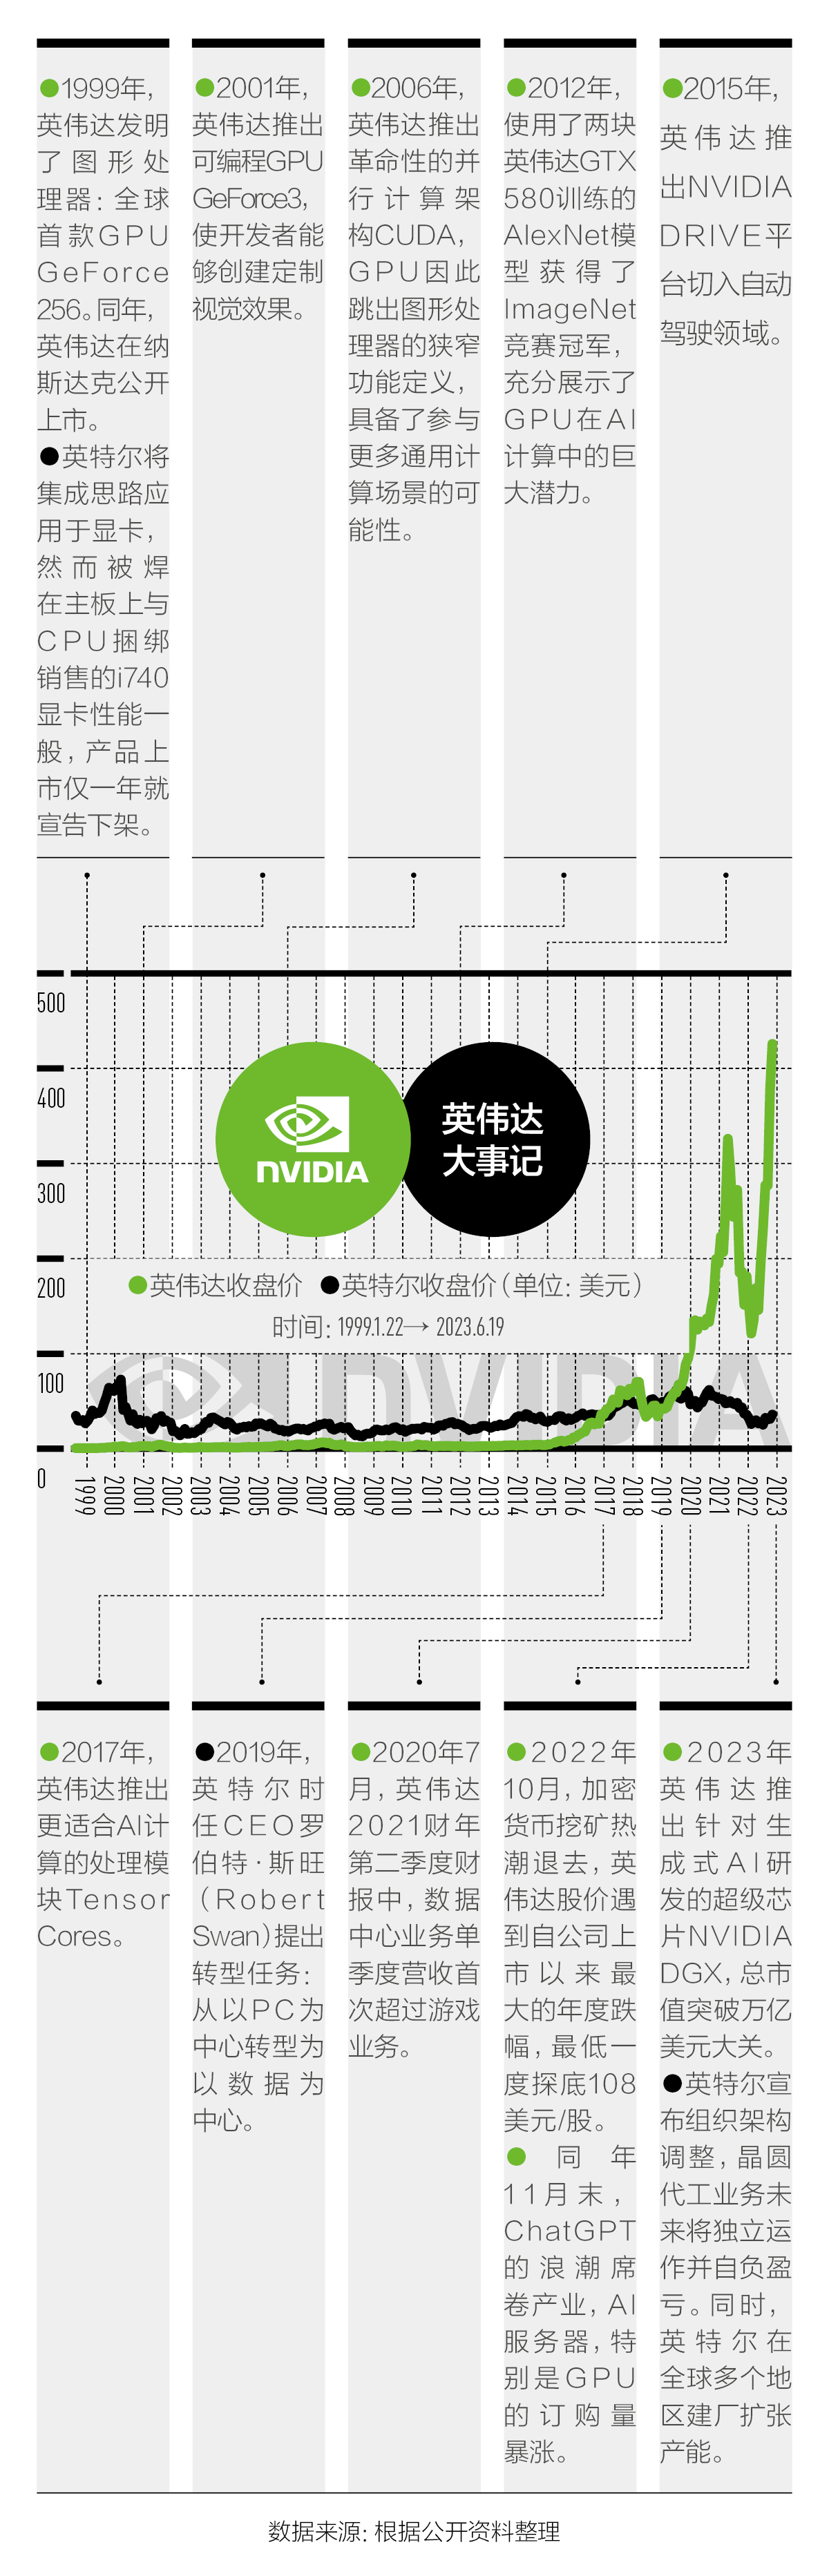 ●1999年，
英伟达发明
了图形处
理器：全球
首款GPU
GeForce
256。同年，
英伟达在纳
斯达克公开
上市。
●英特尔将
集成思路应
用于显卡，
然而被焊
在主板上与
CPU捆绑
销售的i740
显卡性能一
般，产品上
市仅一年就
宣告下架。
●2001年，
英伟达推出
可编程GPU
GeForce3，
使开发者能
够创建定制
视觉效果。
●2006年，
英伟达推出
革命性的并
行计算架
构CUDA，
GPU因此
跳出图形处
理器的狭窄
功能定义，
具备了参与
更多通用计
算场景的可
能性。
●2012年，
使用了两块
英伟达GTX
580训练的
AlexNet模
型获得了
ImageNet
竞赛冠军，
充分展示了
GPU在AI
计算中的巨
大潜力。
●2015年，
英伟达推
出NVIDIA
DRIVE平
台切入自动
驾驶领域。
500
400
300
200
100
0
NVIDIA
英伟达
大事记
●英伟达收盘价 ●英特尔收盘价（单位：美元）
时间：1999.1.22→ 2023.6.19
NVIDIA
1999
2000
2001
2002
2003
2004
2005
2006
2007
2008
2009
2010
2011
2012
2013
2014
2015
2016
2017
2018
2019
2020
2021
2022
2023
●2017年，
英伟达推出
更适合AI计
算的处理模
块Tensor
Cores。
●2019年，
英特尔时
任CEO罗
伯特·斯旺
（Robert
Swan）提出
转型任务：
从以PC为
中心转型为
以数据为
中心。
●2020年7
月，英伟达
2021财年
第二季度财
报中，数据
中心业务单
季度营收首
次超过游戏
业务。
●2022年
10月，加密
货币挖矿热
潮退去，英
伟达股价遇
到自公司上
市以来最
大的年度跌
幅，最低一
度探底108
美元/股。
●同年
11月末，
ChatGPT
的浪潮席
卷产业，AI
服务器，特
别是GPU
的订购量
暴涨。
●2023年
英伟达推
出针对生
成式AI研
发的超级芯
片NVIDIA
DGX，总市
值突破万亿
美元大关。
●英特尔宣
布组织架构
调整，晶圆
代工业务未
来将独立运
作并自负盈
亏。同时，
英特尔在
全球多个地
区建厂扩张
产能。
数据来源：根据公开资料整理